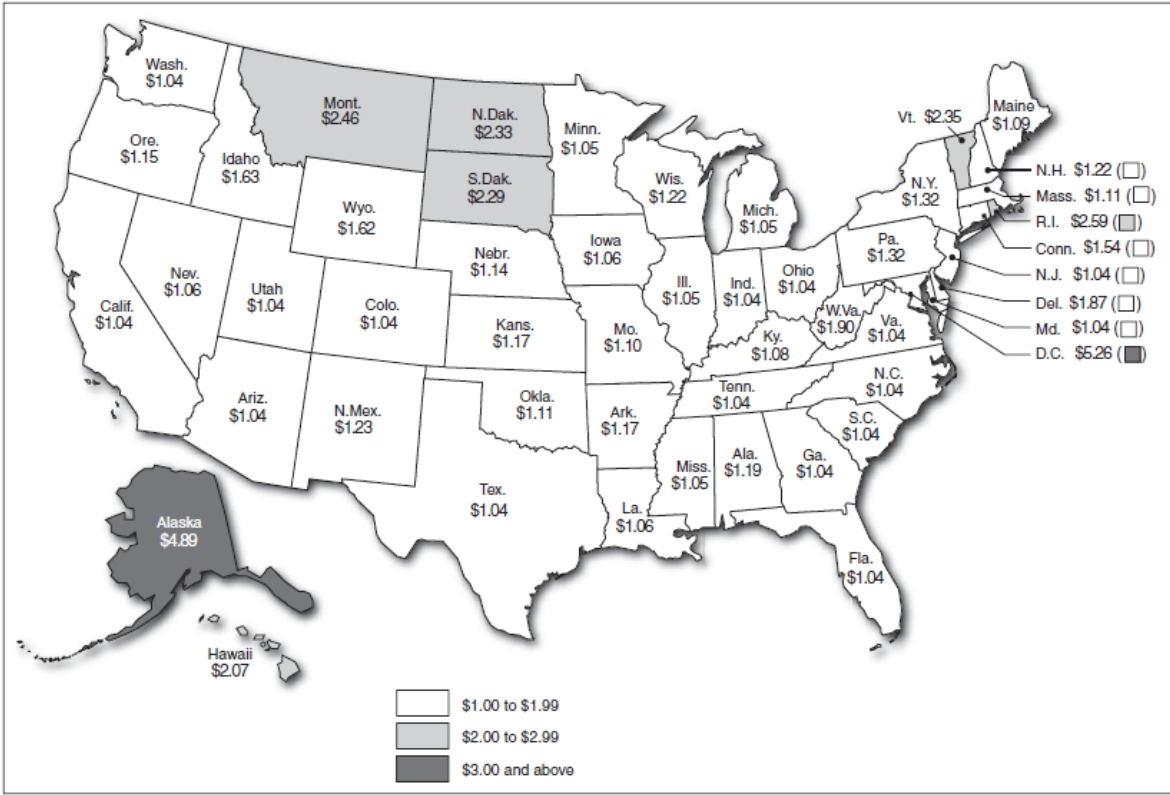 Wash.
$1.04
Mont.
$2.46
N.Dak.
$2.33
Minn.
$1.05
Maine
$1.09
Vt. $2.35
Ore.
$1.15
Idaho
$1.63
S.Dak.
$2.29
Wis.
$1.22
Mich.
$1.05
N.Y.
$1.32
N.H. $1.22 (☐)
Mass. $1.11 (☐)
R.I. $2.59 (☐)
Conn. $1.54 (☐)
N.J. $1.04 (☐)
Del. $1.87 (☐)
Md. $1.04 (☐)
D.C. $5.26 (■)
Wyo.
$1.62
Nebr.
$1.14
Iowa
$1.06
Pa.
$1.32
Calif.
$1.04
Nev.
$1.06
Utah
$1.04
Colo.
$1.04
Kans.
$1.17
Mo.
$1.10
Ill.
$1.05
Ind.
$1.04
Ohio
$1.04
W.Va.
$1.90
Va.
$1.04
Ky.
$1.08
N.C.
$1.04
Tenn.
$1.04
S.C.
$1.04
Ariz.
$1.04
N.Mex.
$1.23
Okla.
$1.11
Ark.
$1.17
Miss.
$1.05
Ala.
$1.19
Ga.
$1.04
Tex.
$1.04
La.
$1.06
Fla.
$1.04
Alaska
$4.89
Hawaii
$2.07
$1.00 to $1.99
$2.00 to $2.99
$3.00 and above